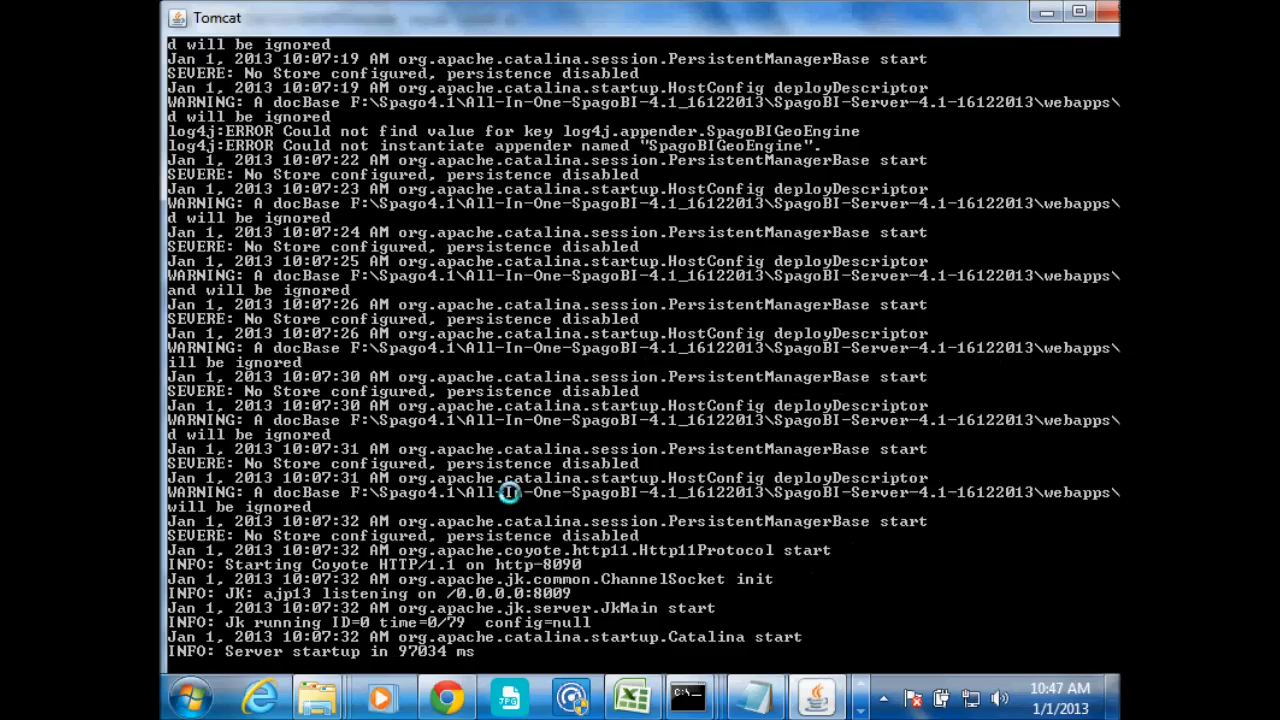 Tomcat
d will be ignored
Jan 1, 2013 10:07:19 AM org.apache.catalina.session.PersistentManagerBase start
SEVERE: No Store configured, persistence disabled
Jan 1, 2013 10:07:19 AM org.apache.catalina.startup.HostConfig deployDescriptor
WARNING: A docBase F:\Spago4.1\All-In-One-SpagoBI-4.1_16122013\SpagoBI-Server-4.1-16122013\webapps\
d will be ignored
log4j:ERROR Could not find value for key log4j.appender.SpagoBIGeoEngine
log4j:ERROR Could not instantiate appender named "SpagoBIGeoEngine".
Jan 1, 2013 10:07:22 AM org.apache.catalina.session.PersistentManagerBase start
SEVERE: No Store configured, persistence disabled
Jan 1, 2013 10:07:23 AM org.apache.catalina.startup.HostConfig deployDescriptor
WARNING: A docBase F:\Spago4.1\All-In-One-SpagoBI-4.1_16122013\SpagoBI-Server-4.1-16122013\webapps\
d will be ignored
Jan 1, 2013 10:07:24 AM org.apache.catalina.session.PersistentManagerBase start
SEVERE: No Store configured, persistence disabled
Jan 1, 2013 10:07:25 AM org.apache.catalina.startup.HostConfig deployDescriptor
WARNING: A docBase F:\Spago4.1\All-In-One-SpagoBI-4.1_16122013\SpagoBI-Server-4.1-16122013\webapps\
and will be ignored
Jan 1, 2013 10:07:26 AM org.apache.catalina.session.PersistentManagerBase start
SEVERE: No Store configured, persistence disabled
Jan 1, 2013 10:07:26 AM org.apache.catalina.startup.HostConfig deployDescriptor
WARNING: A docBase F:\Spago4.1\All-In-One-SpagoBI-4.1_16122013\SpagoBI-Server-4.1-16122013\webapps\
ill be ignored
Jan 1, 2013 10:07:30 AM org.apache.catalina.session.PersistentManagerBase start
SEVERE: No Store configured, persistence disabled
Jan 1, 2013 10:07:30 AM org.apache.catalina.startup.HostConfig deployDescriptor
WARNING: A docBase F:\Spago4.1\All-In-One-SpagoBI-4.1_16122013\SpagoBI-Server-4.1-16122013\webapps\
d will be ignored
Jan 1, 2013 10:07:31 AM org.apache.catalina.session.PersistentManagerBase start
SEVERE: No Store configured, persistence disabled
Jan 1, 2013 10:07:31 AM org.apache.catalina.startup.HostConfig deployDescriptor
WARNING: A docBase F:\Spago4.1\All-In-One-SpagoBI-4.1_16122013\SpagoBI-Server-4.1-16122013\webapps\
will be ignored
Jan 1, 2013 10:07:32 AM org.apache.catalina.session.PersistentManagerBase start
SEVERE: No Store configured, persistence disabled
Jan 1, 2013 10:07:32 AM org.apache.coyote.http11.Http11Protocol start
INFO: Starting Coyote HTTP/1.1 on http-8090
Jan 1, 2013 10:07:32 AM org.apache.jk.common.ChannelSocket init
INFO: JK: ajp13 listening on /0.0.0.0:8009
Jan 1, 2013 10:07:32 AM org.apache.jk.server.JkMain start
INFO: Jk running ID=0 time=0/79  config=null
Jan 1, 2013 10:07:32 AM org.apache.catalina.startup.Catalina start
INFO: Server startup in 97034 ms
JPG
C:\_
10:47 AM
1/1/2013